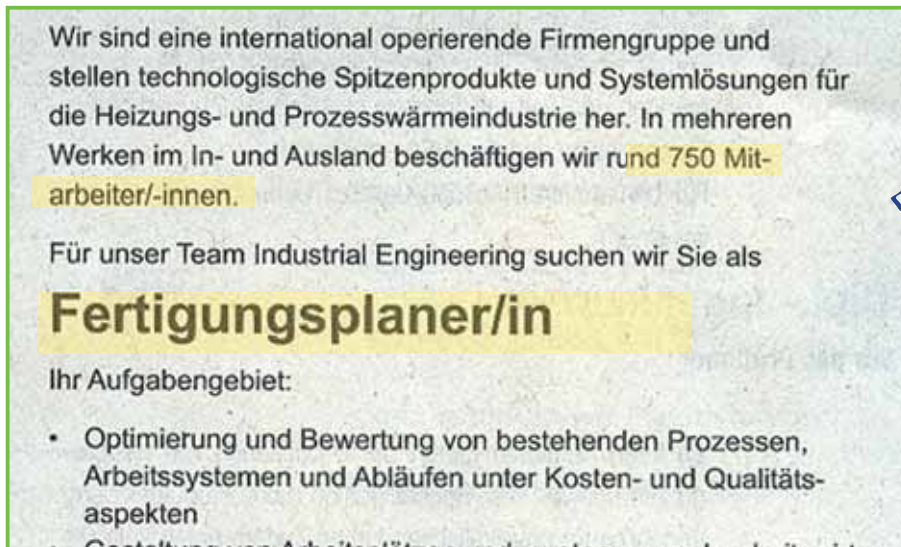 Wir sind eine international operierende Firmengruppe und
stellen technologische Spitzenprodukte und Systemlösungen für
die Heizungs- und Prozesswärmeindustrie her. In mehreren
Werken im In- und Ausland beschäftigen wir rund 750 Mit-
arbeiter/-innen.
Für unser Team Industrial Engineering suchen wir Sie als
Fertigungsplaner/in
Ihr Aufgabengebiet:
• Optimierung und Bewertung von bestehenden Prozessen,
Arbeitssystemen und Abläufen unter Kosten- und Qualitäts-
aspekten